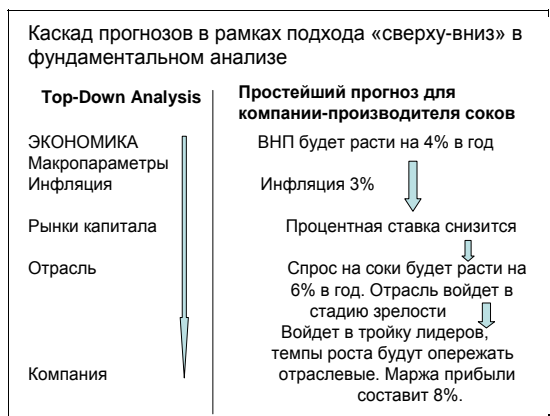 Каскад прогнозов в рамках подхода «сверху-вниз» в
фундаментальном анализе
Top-Down Analysis
Простейший прогноз для
компании-производителя соков
ЭКОНОМИКА
ВНП будет расти на 4% в год
Макропараметры
Инфляция
Инфляция 3%
Рынки капитала
Процентная ставка снизится
Отрасль
Спрос на соки будет расти на
6% в год. Отрасль войдет в
стадию зрелости
Войдет в тройку лидеров,
темпы роста будут опережать
Компания
отраслевые. Маржа прибыли
составит 8%.